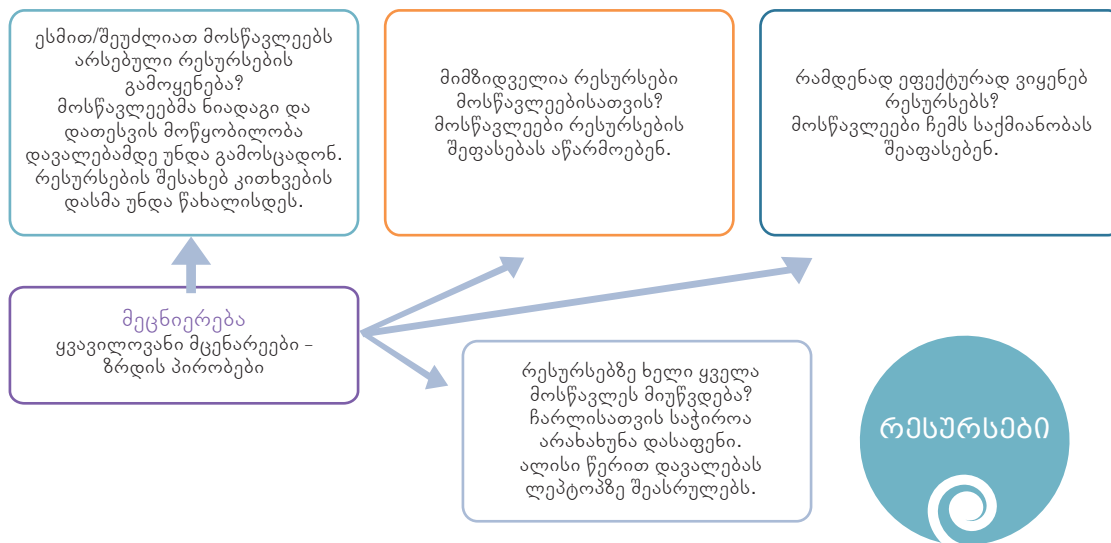 ესმით/შეუძლიათ მოსწავლეებს
არსებული რესურსების
გამოყენება?
მოსწავლეებმა ნიადაგი და
დათესვის მოწყობილობა
დავალებამდე უნდა გამოსცადონ.
რესურსების შესახებ კითხვების
დასმა უნდა წახალისდეს.
მიმზიდველია რესურსები
მოსწავლეებისათვის?
მოსწავლეები რესურსების
შეფასებას აწარმოებენ.
რამდენად ეფექტურად ვიყენებ
რესურსებს?
მოსწავლეები ჩემს საქმიანობას
შეაფასებენ.
მეცნიერება
ყვავილოვანი მცენარეები –
ზრდის პირობები
რესურსებზე ხელი ყველა
მოსწავლეს მიუწვდება?
ჩარლისათვის საჭიროა
არახახუნა დასაფენი.
ალისი წერით დავალებას
ლეპტოპზე შეასრულებს.
რესურსები